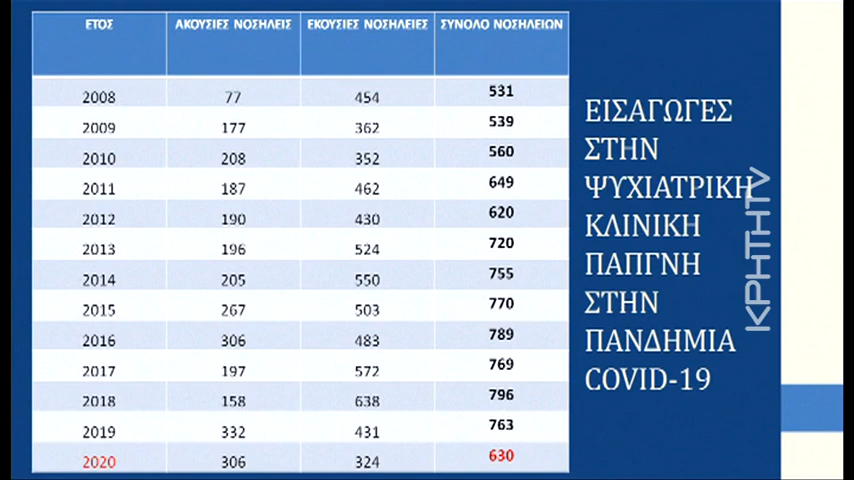 ΕΤΟΣ ΑΚΟΥΣΙΕΣ ΝΟΣΗΛΕΙΣ ΕΚΟΥΣΙΕΣ ΝΟΣΗΛΕΙΕΣ ΣΥΝΟΛΟ ΝΟΣΗΛΕΙΩΝ
2008 77 454 531
2009 177 362 539
2010 208 352 560
2011 187 462 649
2012 190 430 620
2013 196 524 720
2014 205 550 755
2015 267 503 770
2016 306 483 789
2017 197 572 769
2018 158 638 796
2019 332 431 763
2020 306 324 630
ΕΙΣΑΓΩΓΕΣ
ΣΤΗΝ
ΨΥΧΙΑΤΡΙΚΗ
ΚΛΙΝΙΚΗ
ΠΑΠΓΝΗ
ΣΤΗΝ
ΠΑΝΔΗΜΙΑ
COVID-19
ΚΡΗΤΗTV